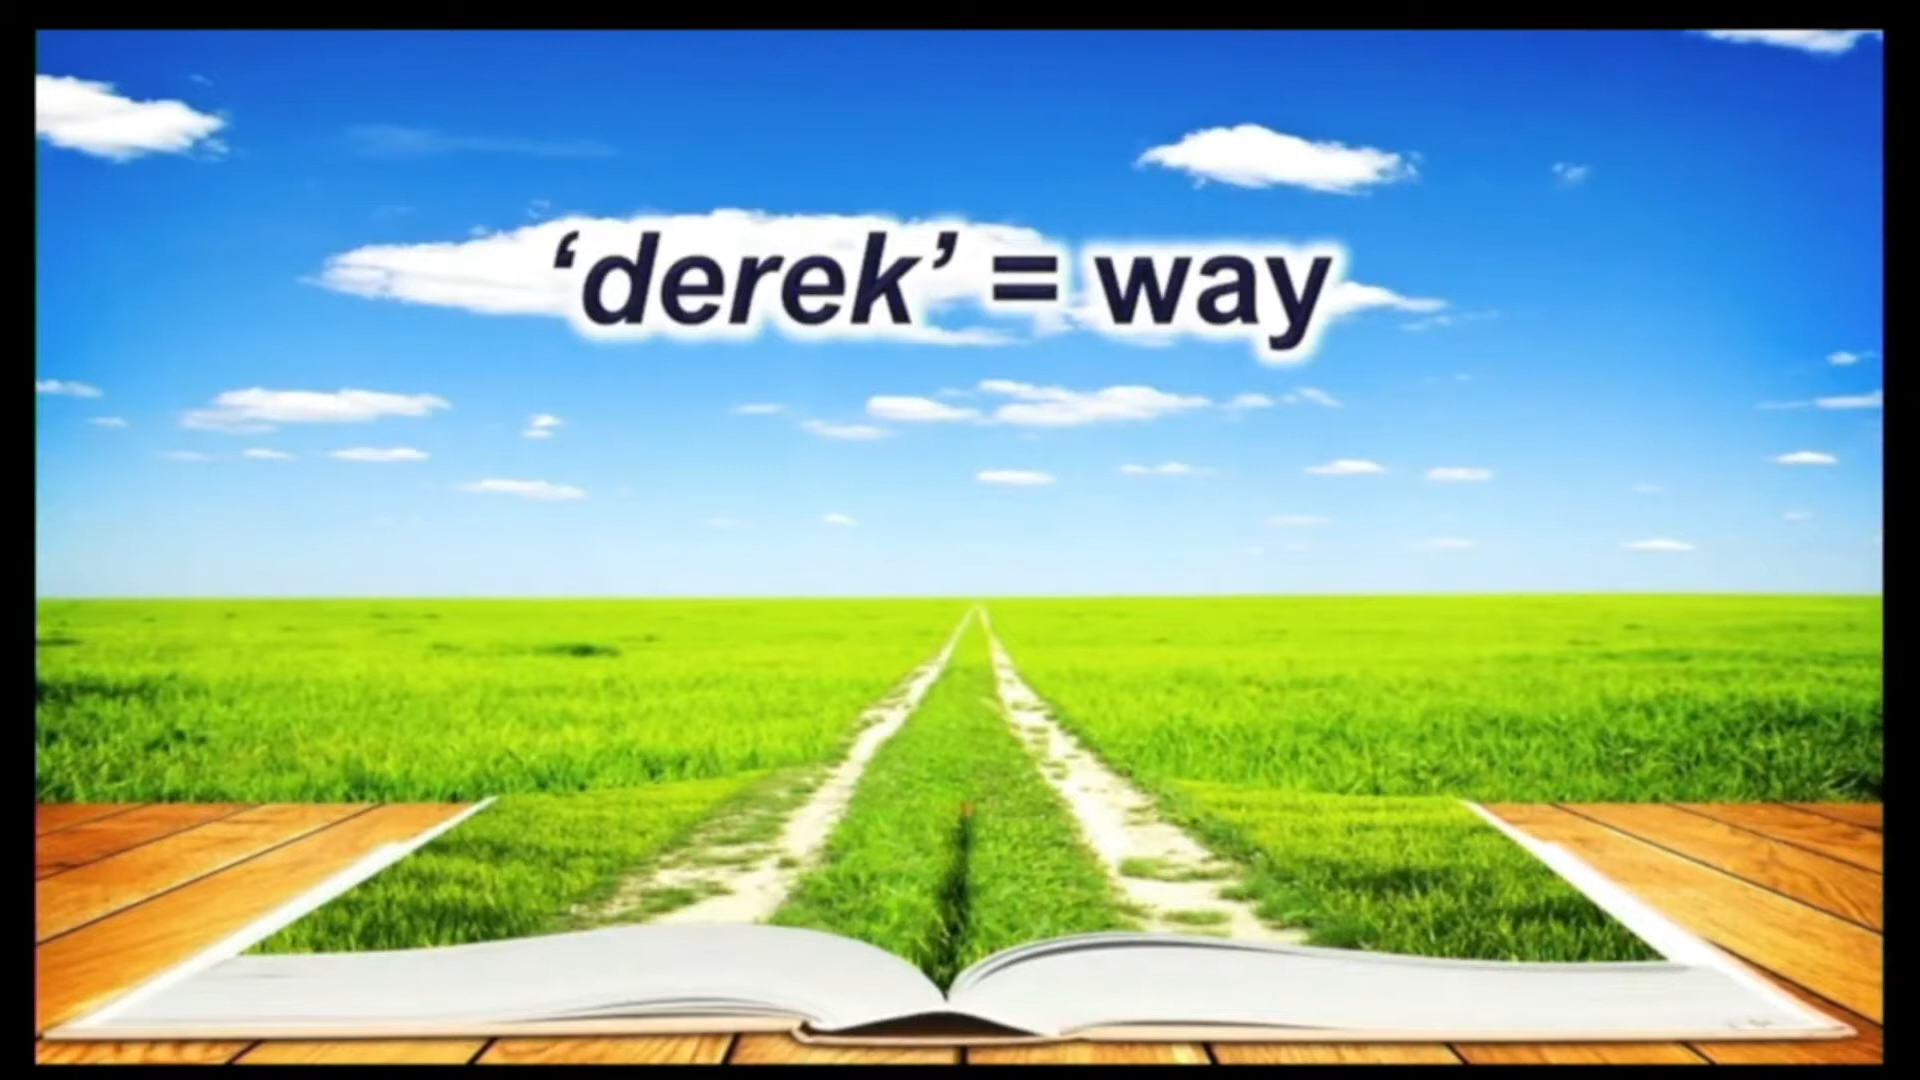 ‘derek’ = way